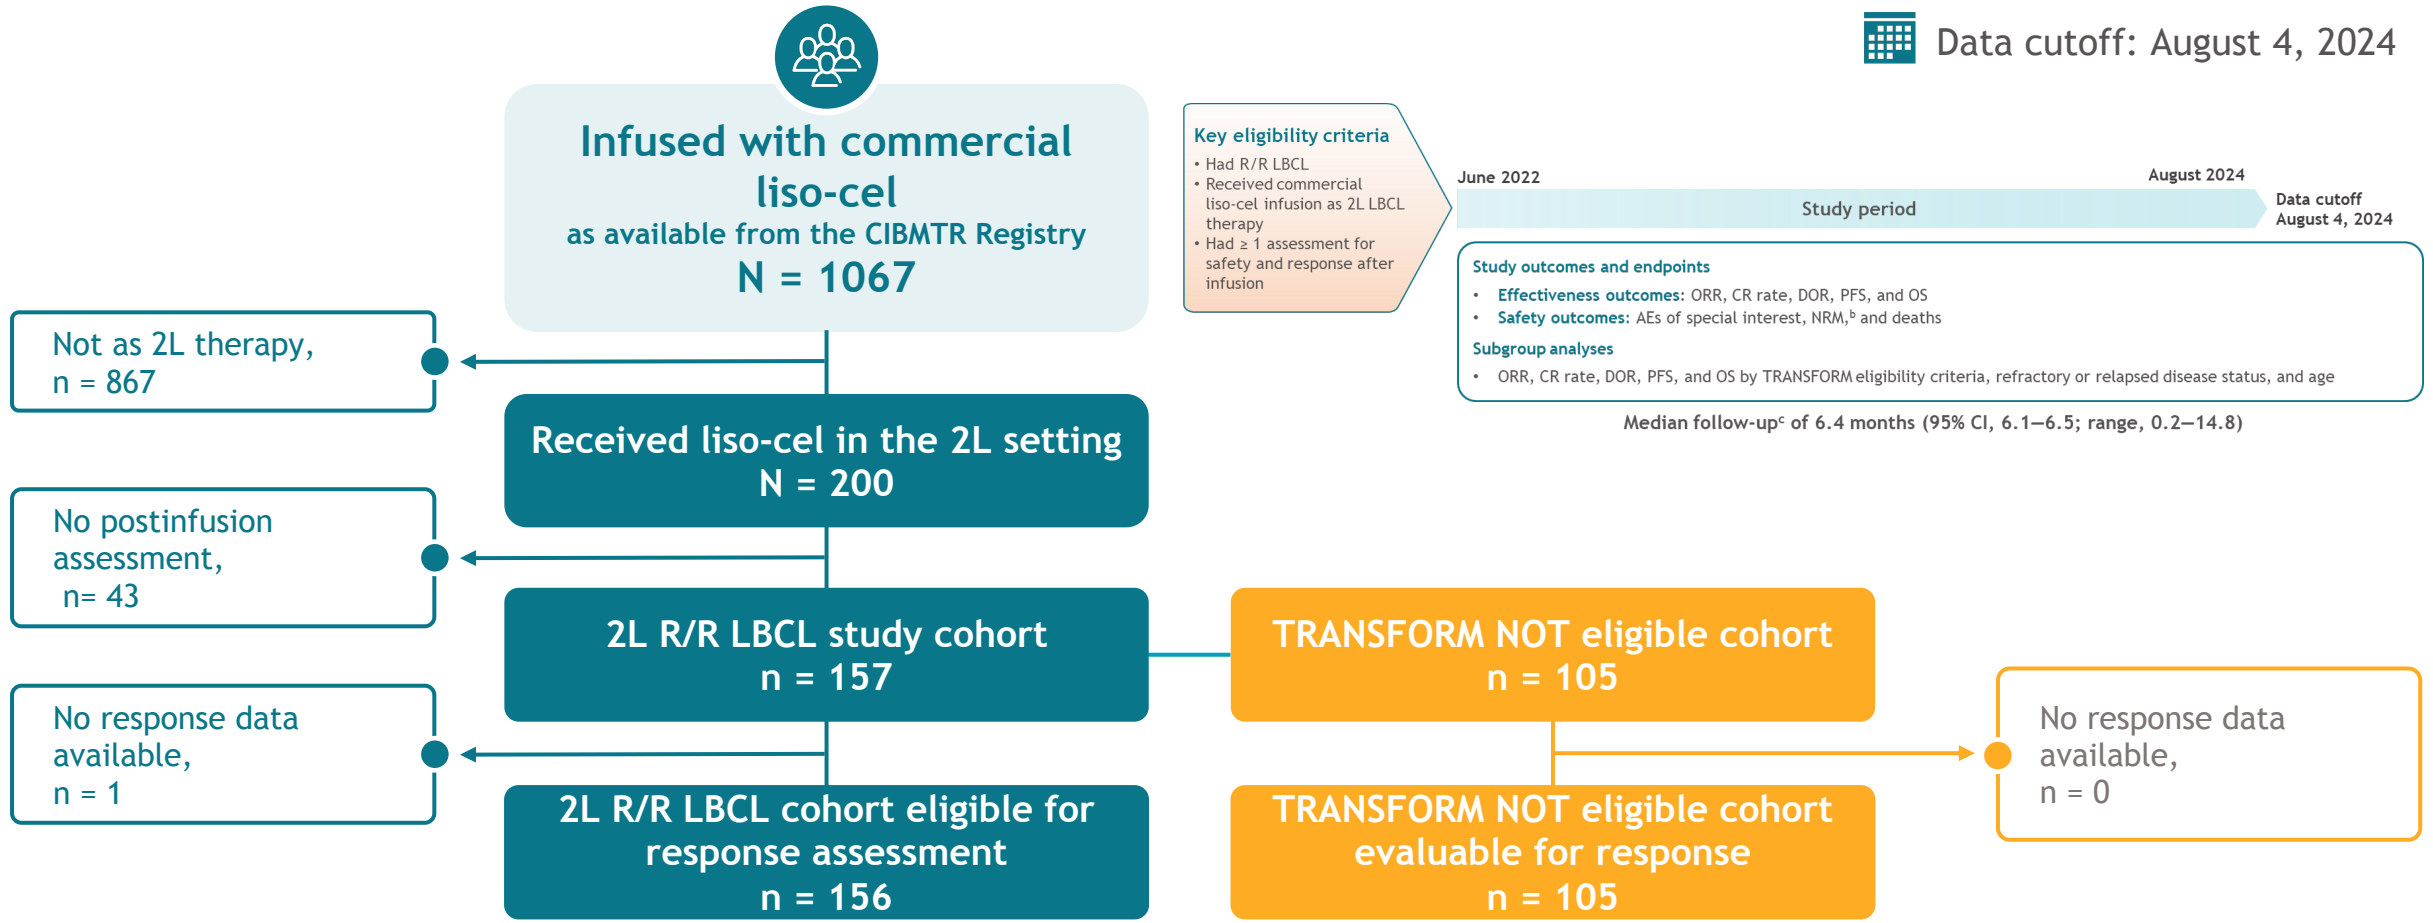 Data cutoff: August 4, 2024
Infused with commercial
liso-cel
as available from the CIBMTR Registry
N = 1067
Key eligibility criteria
• Had R/R LBCL
• Received commercial
liso-cel infusion as 2L LBCL
therapy
• Had ≥ 1 assessment for
safety and response after
infusion
June 2022
August 2024
Study period
Data cutoff
August 4, 2024
Study outcomes and endpoints
• Effectiveness outcomes: ORR, CR rate, DOR, PFS, and OS
• Safety outcomes: AEs of special interest, NRM,ᵇ and deaths
Subgroup analyses
• ORR, CR rate, DOR, PFS, and OS by TRANSFORM eligibility criteria, refractory or relapsed disease status, and age
Median follow-upᶜ of 6.4 months (95% CI, 6.1—6.5; range, 0.2—14.8)
Not as 2L therapy,
n = 867
Received liso-cel in the 2L setting
N = 200
No postinfusion
assessment,
n= 43
2L R/R LBCL study cohort
n = 157
TRANSFORM NOT eligible cohort
n = 105
No response data
available,
n = 1
No response data
available,
n = 0
2L R/R LBCL cohort eligible for
response assessment
n = 156
TRANSFORM NOT eligible cohort
evaluable for response
n = 105